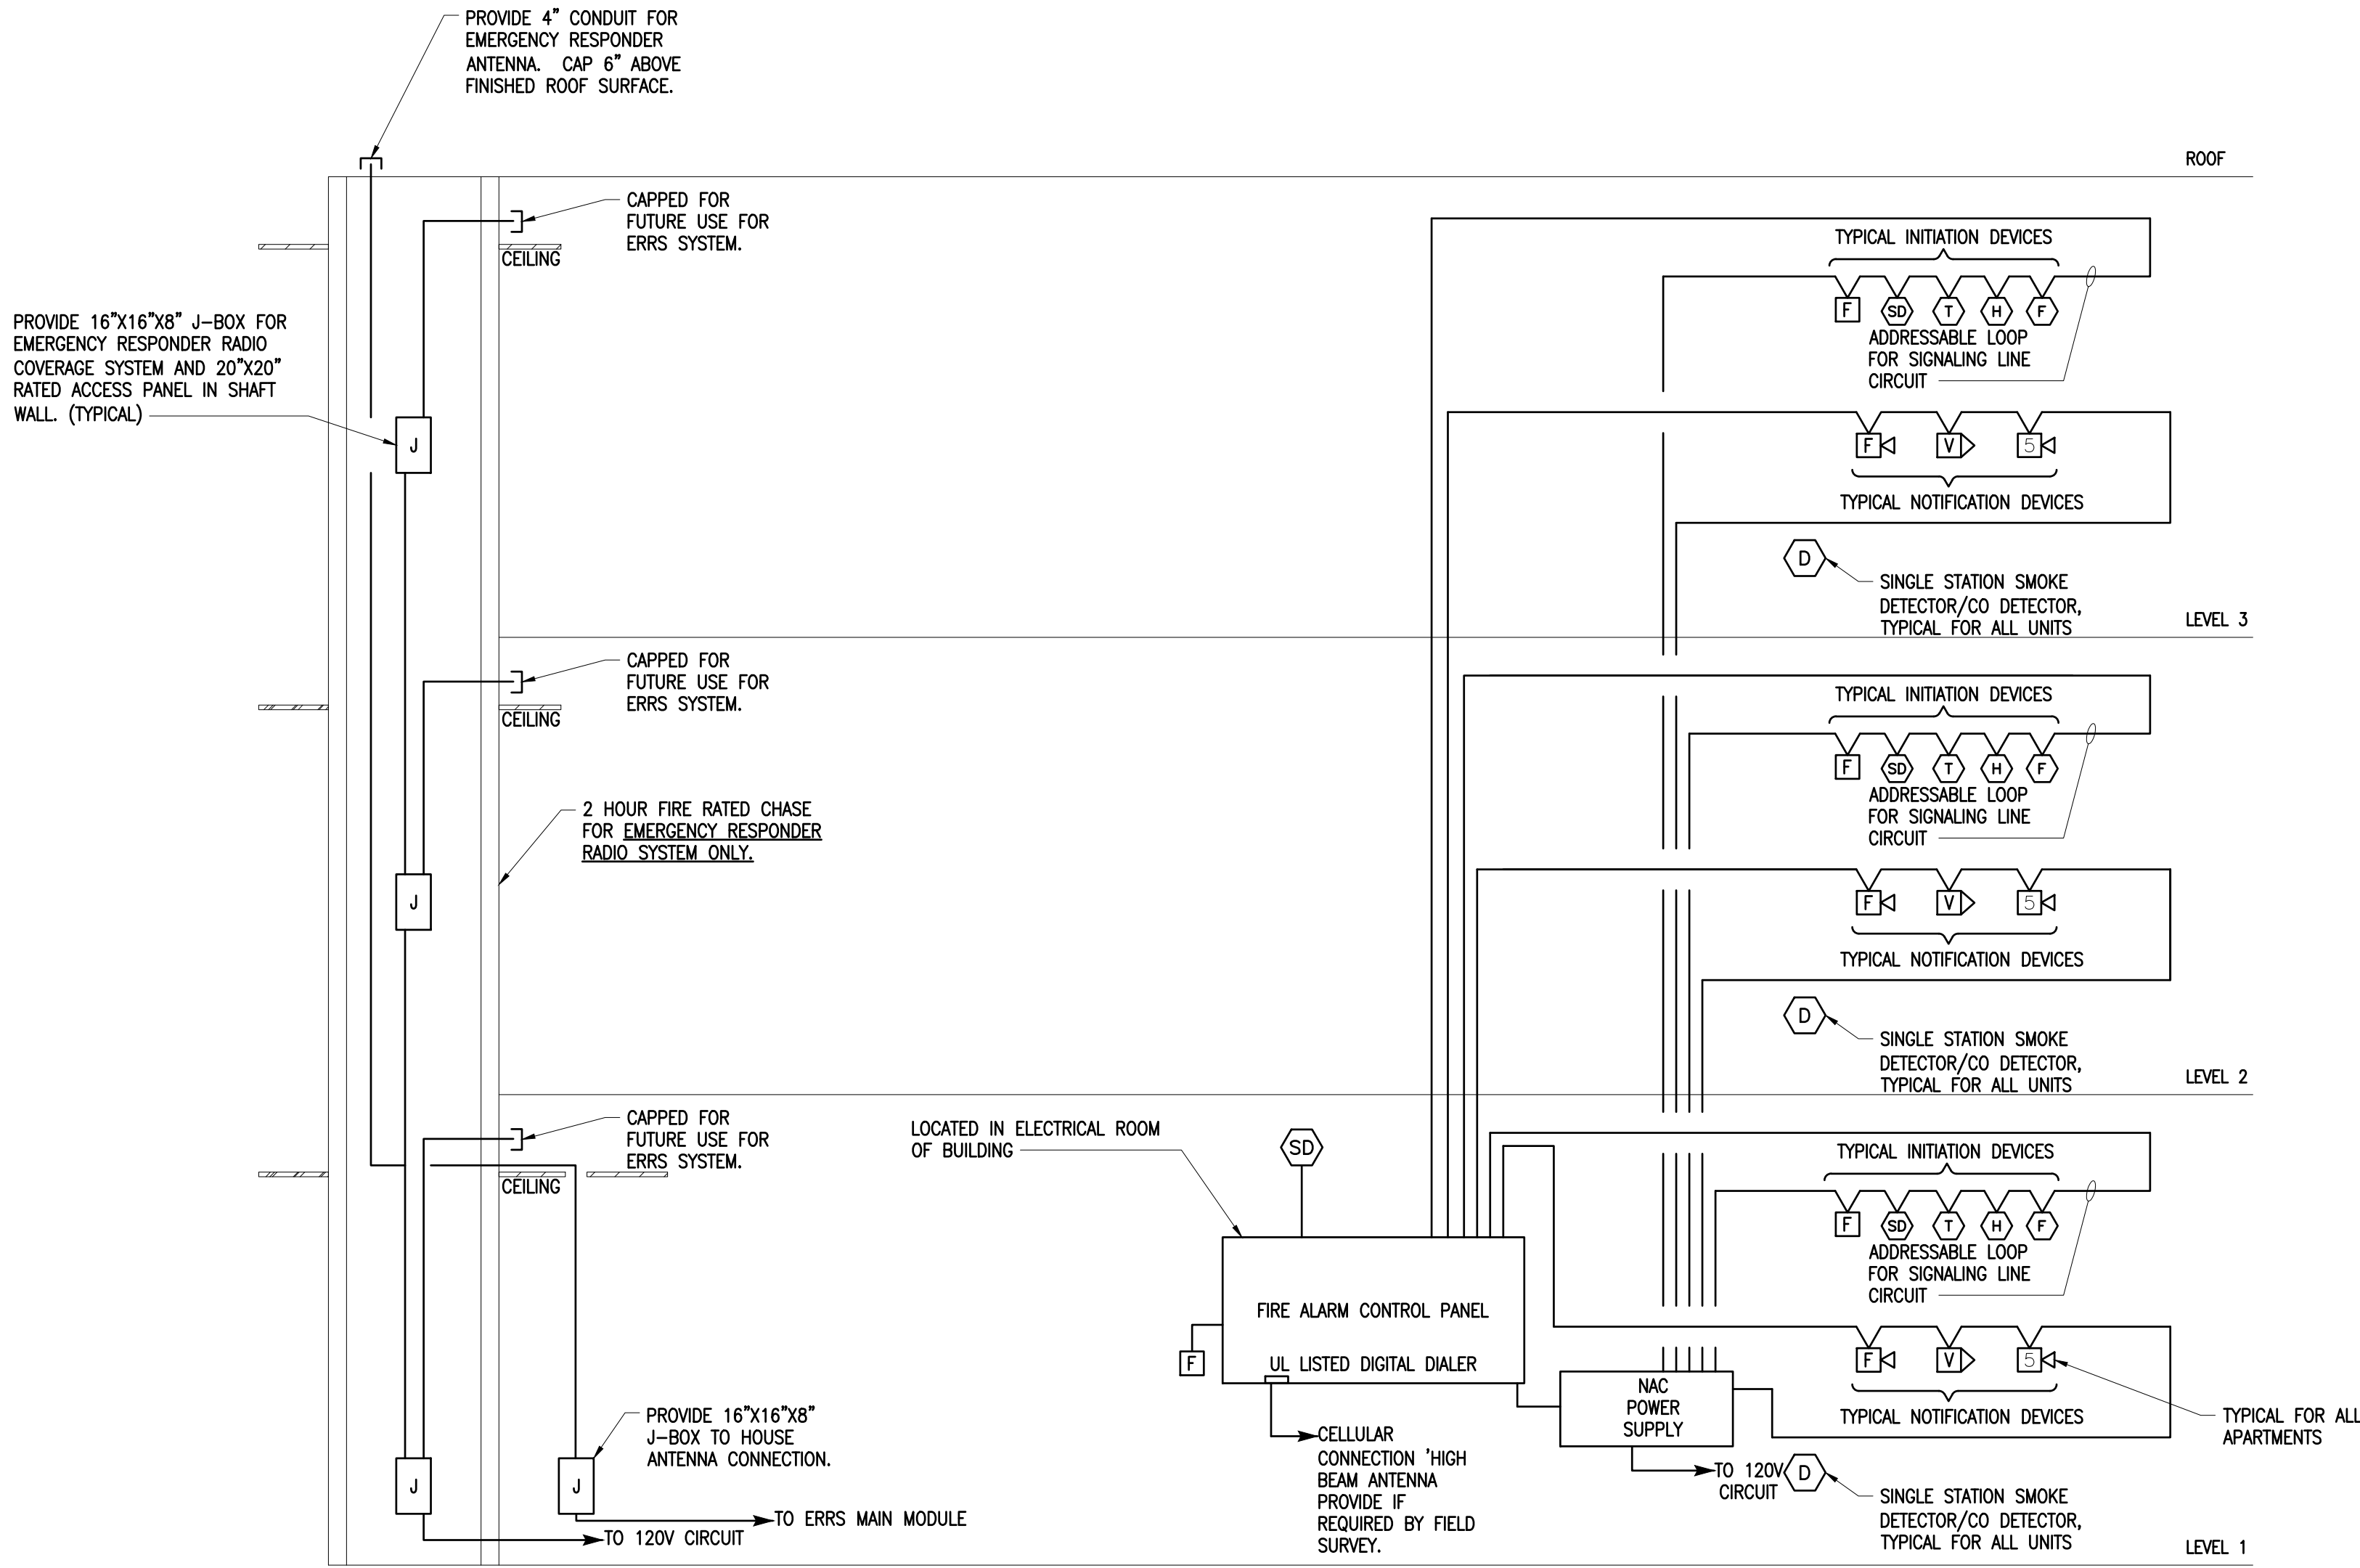 PROVIDE 4" CONDUIT FOR
EMERGENCY RESPONDER
ANTENNA. CAP 6" ABOVE
FINISHED ROOF SURFACE.
ROOF
CAPPED FOR
FUTURE USE FOR
ERRS SYSTEM.
CEILING
PROVIDE 16"X16"X8" J-BOX FOR
EMERGENCY RESPONDER RADIO
COVERAGE SYSTEM AND 20"X20"
RATED ACCESS PANEL IN SHAFT
WALL. (TYPICAL)
J
TYPICAL INITIATION DEVICES
F SD T H F
ADDRESSABLE LOOP
FOR SIGNALING LINE
CIRCUIT
F V 5
TYPICAL NOTIFICATION DEVICES
D
SINGLE STATION SMOKE
DETECTOR/CO DETECTOR,
TYPICAL FOR ALL UNITS
LEVEL 3
CAPPED FOR
FUTURE USE FOR
ERRS SYSTEM.
CEILING
2 HOUR FIRE RATED CHASE
FOR EMERGENCY RESPONDER
RADIO SYSTEM ONLY.
J
TYPICAL INITIATION DEVICES
F SD T H F
ADDRESSABLE LOOP
FOR SIGNALING LINE
CIRCUIT
F V 5
TYPICAL NOTIFICATION DEVICES
D
SINGLE STATION SMOKE
DETECTOR/CO DETECTOR,
TYPICAL FOR ALL UNITS
LEVEL 2
CAPPED FOR
FUTURE USE FOR
ERRS SYSTEM.
CEILING
LOCATED IN ELECTRICAL ROOM
OF BUILDING
SD
FIRE ALARM CONTROL PANEL
UL LISTED DIGITAL DIALER
F
CELLULAR
CONNECTION 'HIGH
BEAM ANTENNA
PROVIDE IF
REQUIRED BY FIELD
SURVEY.
NAC
POWER
SUPPLY
TO 120V
CIRCUIT
PROVIDE 16"X16"X8"
J-BOX TO HOUSE
ANTENNA CONNECTION.
J
J
TO ERRS MAIN MODULE
TO 120V CIRCUIT
TYPICAL INITIATION DEVICES
F SD T H F
ADDRESSABLE LOOP
FOR SIGNALING LINE
CIRCUIT
F V 5
TYPICAL NOTIFICATION DEVICES
TYPICAL FOR ALL
APARTMENTS
D
SINGLE STATION SMOKE
DETECTOR/CO DETECTOR,
TYPICAL FOR ALL UNITS
LEVEL 1